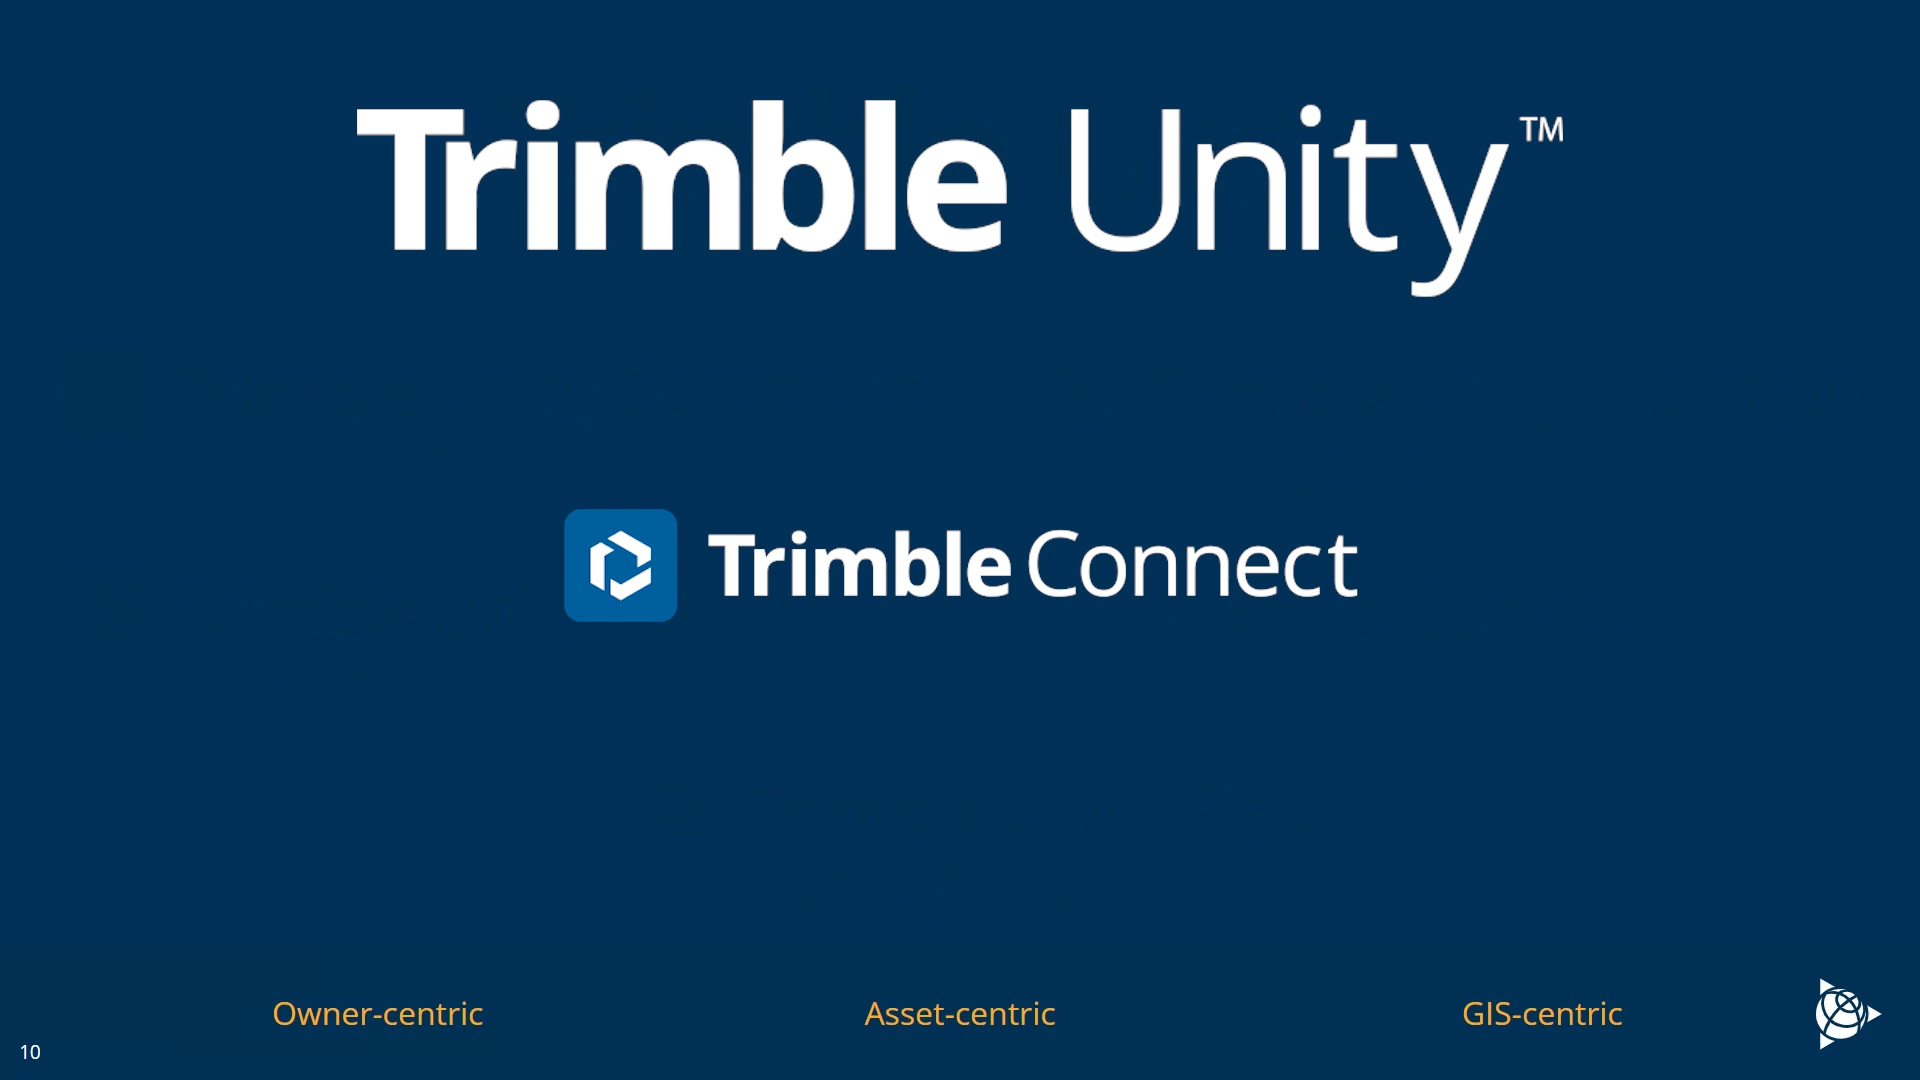 Trimble Unity™
Trimble Connect
Owner-centric
Asset-centric
GIS-centric
10